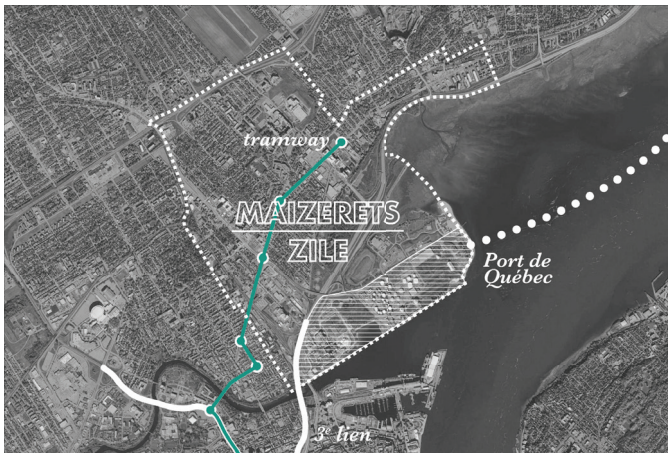 tramway
MAIZERETS
ZILE
Port de
Québec
3e lien